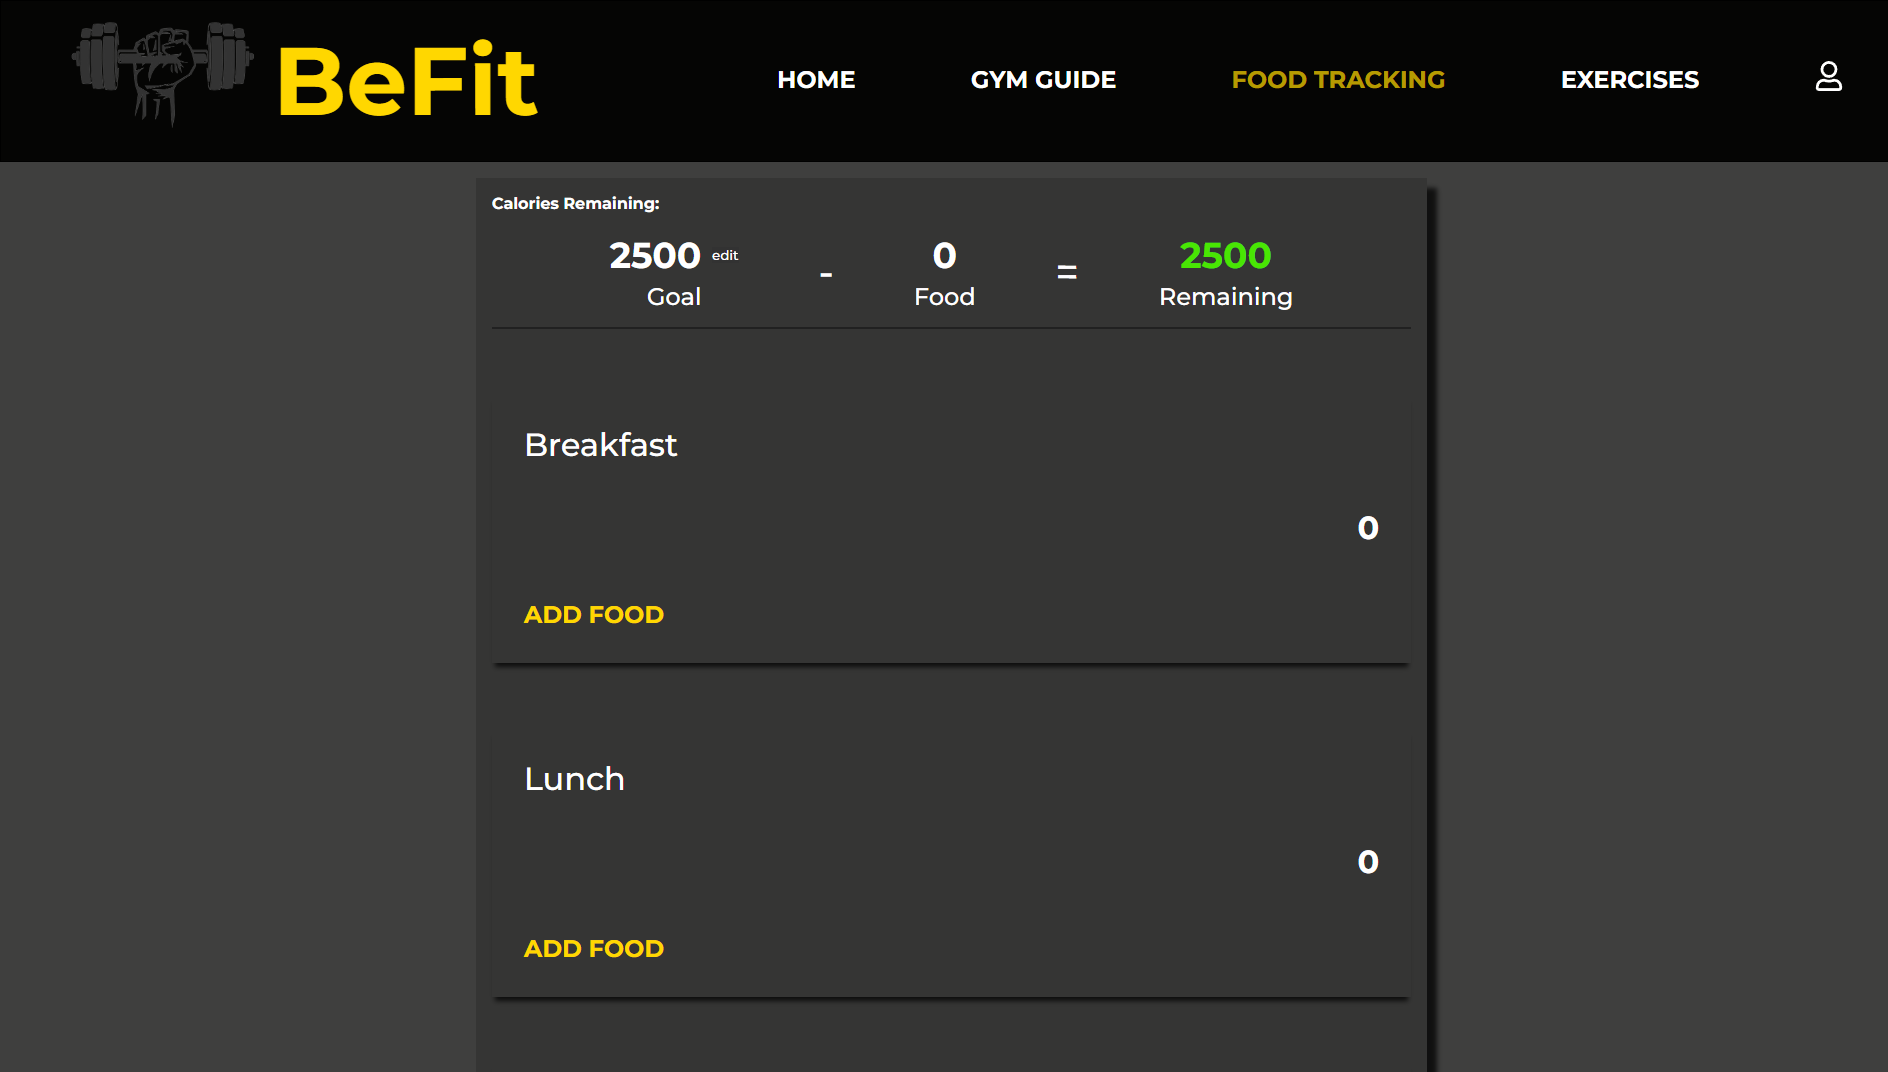 BeFit
HOME GYM GUIDE FOOD TRACKING EXERCISES
Calories Remaining:
2500 edit - 0 = 2500
Goal Food Remaining
Breakfast
0
ADD FOOD
Lunch
0
ADD FOOD